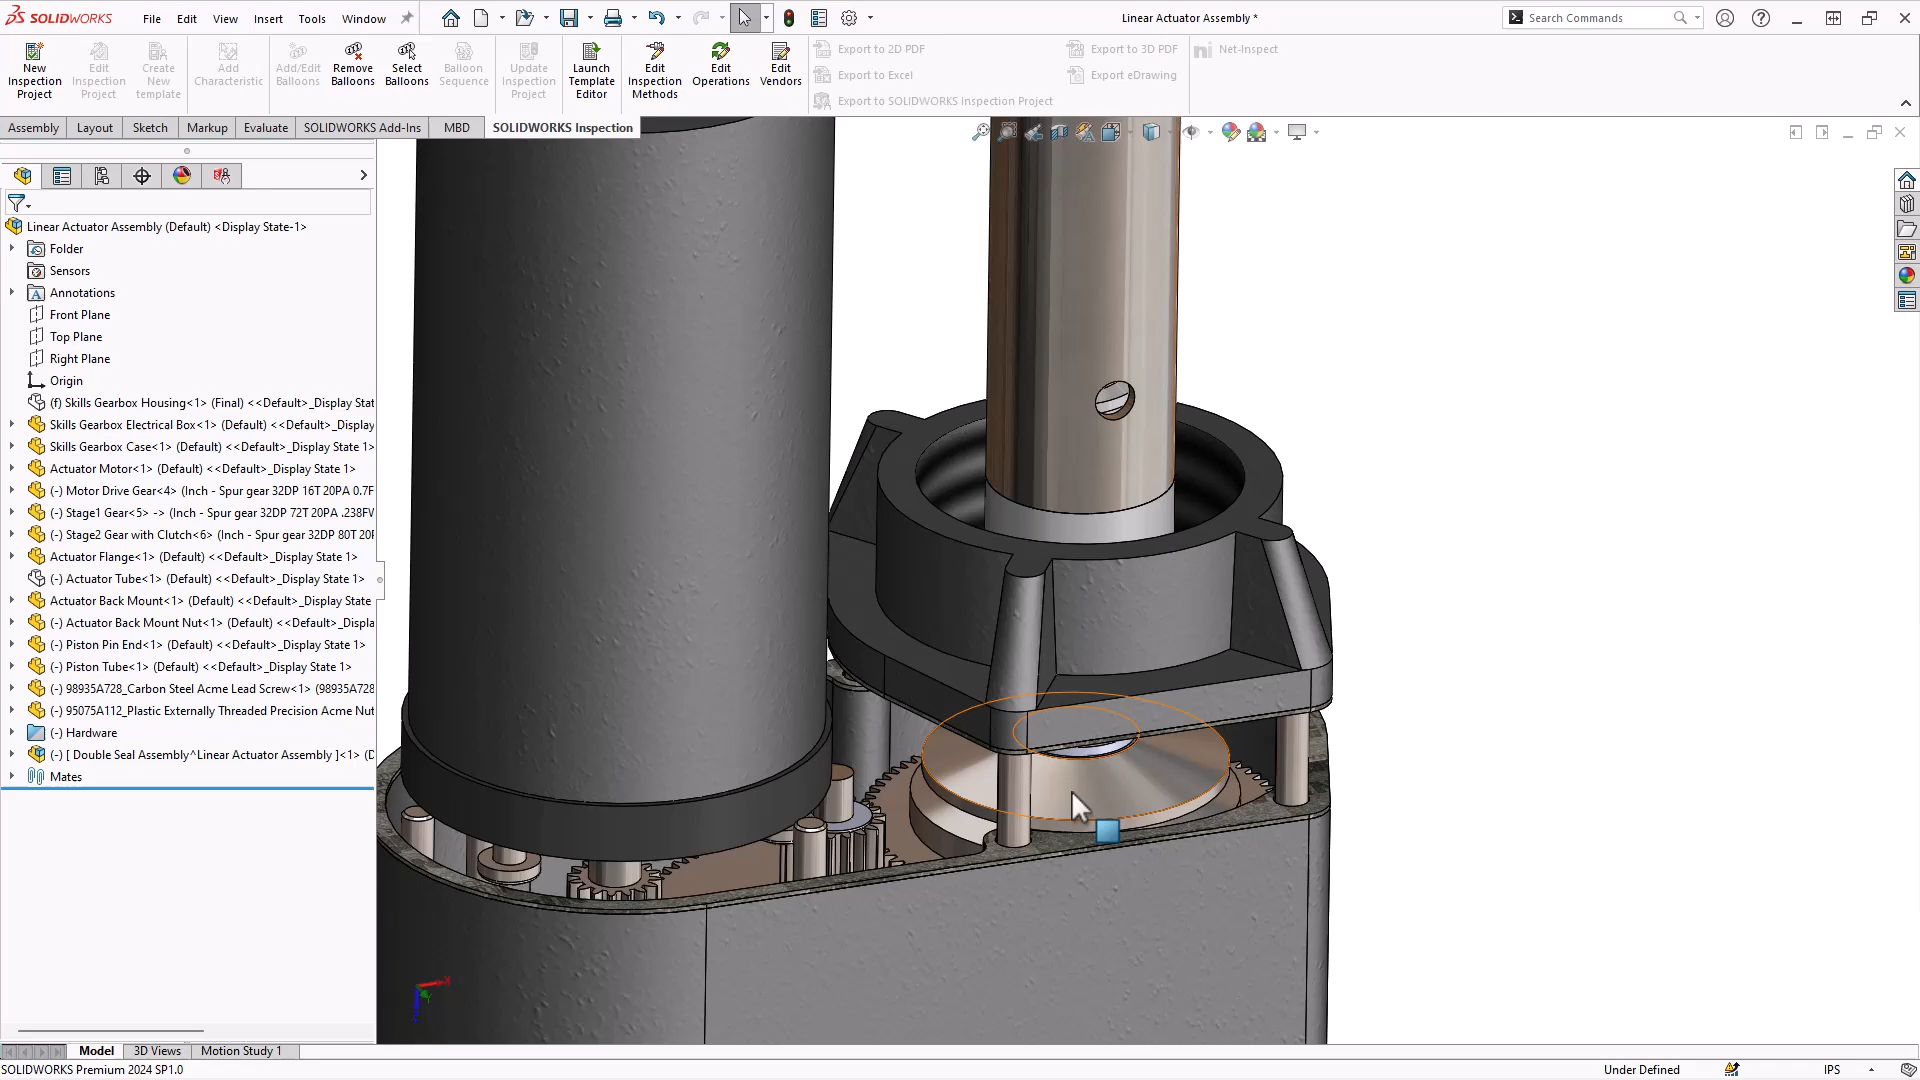 SOLIDWORKS
File Edit View Insert Tools Window
Linear Actuator Assembly *
Search Commands
New Inspection Project
Edit Inspection Project
Create New template
Add Characteristic
Add/Edit Balloons
Remove Balloons
Select Balloons
Balloon Sequence
Update Inspection Project
Launch Template Editor
Edit Inspection Methods
Edit Operations
Edit Vendors
Export to 2D PDF
Export to Excel
Export to SOLIDWORKS Inspection Project
Export to 3D PDF
Export eDrawing
Net-Inspect
Assembly Layout Sketch Markup Evaluate SOLIDWORKS Add-Ins MBD SOLIDWORKS Inspection
Linear Actuator Assembly (Default) <Display State-1>
Folder
Sensors
Annotations
Front Plane
Top Plane
Right Plane
Origin
(f) Skills Gearbox Housing<1> (Final) <<Default>_Display Stat
Skills Gearbox Electrical Box<1> (Default) <<Default>_Display
Skills Gearbox Case<1> (Default) <<Default>_Display State 1>
Actuator Motor<1> (Default) <<Default>_Display State 1>
(-) Motor Drive Gear<4> (Inch - Spur gear 32DP 16T 20PA 0.7F
(-) Stage1 Gear<5> -> (Inch - Spur gear 32DP 72T 20PA .238FW
(-) Stage2 Gear with Clutch<6> (Inch - Spur gear 32DP 80T 20P
Actuator Flange<1> (Default) <<Default>_Display State 1>
(-) Actuator Tube<1> (Default) <<Default>_Display State 1>
Actuator Back Mount<1> (Default) <<Default>_Display State
(-) Actuator Back Mount Nut<1> (Default) <<Default>_Displa
(-) Piston Pin End<1> (Default) <<Default>_Display State 1>
(-) Piston Tube<1> (Default) <<Default>_Display State 1>
(-) 98935A728_Carbon Steel Acme Lead Screw<1> (98935A728
(-) 95075A112_Plastic Externally Threaded Precision Acme Nut
(-) Hardware
(-) [ Double Seal Assembly^Linear Actuator Assembly ]<1> (D
Mates
Model 3D Views Motion Study 1
SOLIDWORKS Premium 2024 SP1.0
Under Defined
IPS